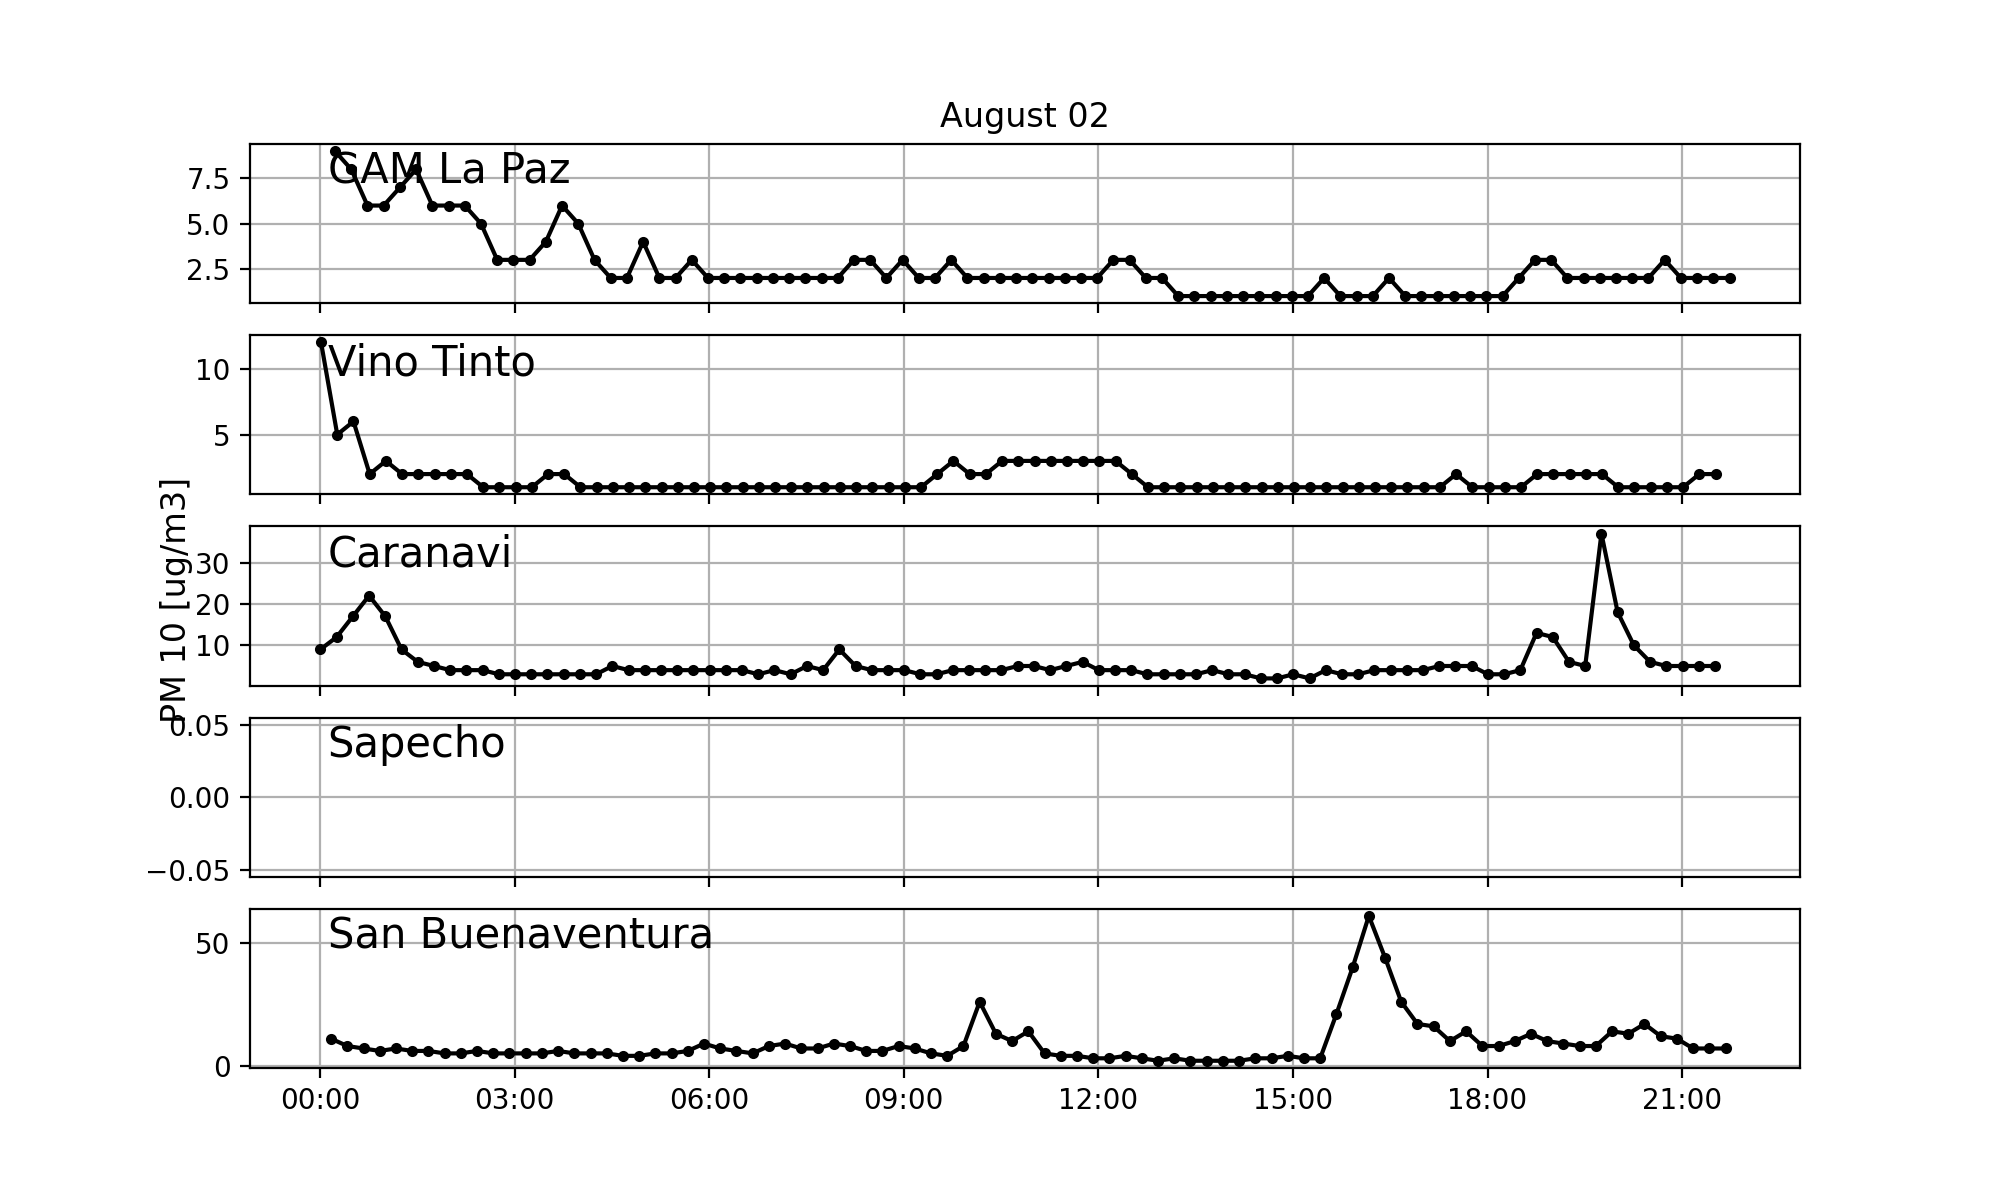 August 02
GAM La Paz
7.5
5.0
2.5
Vino Tinto
10
5
PM 10 [ug/m3]
Caranavi
30
20
10
Sapecho
0.05
0.00
−0.05
San Buenaventura
50
0
00:00 03:00 06:00 09:00 12:00 15:00 18:00 21:00